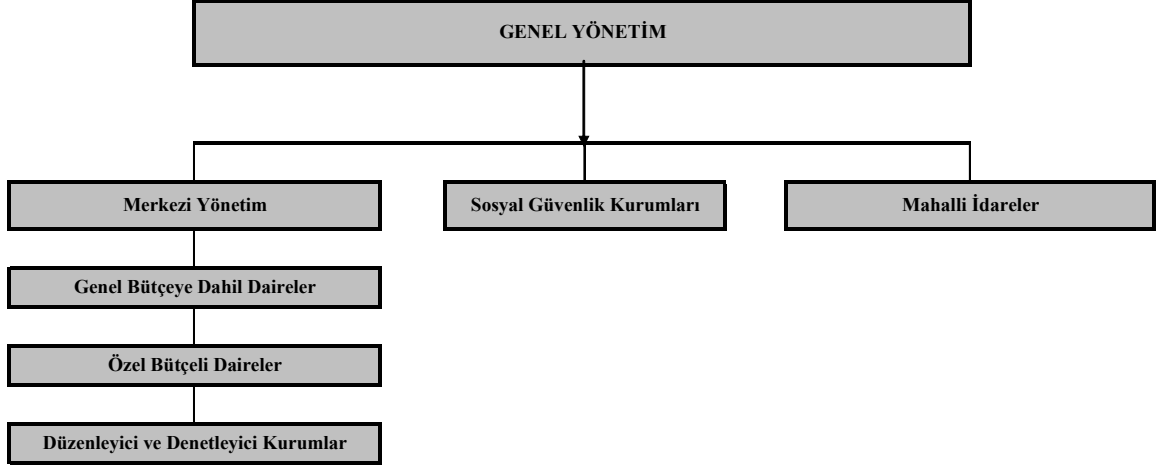 GENEL YÖNETİM
Merkezi Yönetim
Sosyal Güvenlik Kurumları
Mahalli İdareler
Genel Bütçeye Dahil Daireler
Özel Bütçeli Daireler
Düzenleyici ve Denetleyici Kurumlar